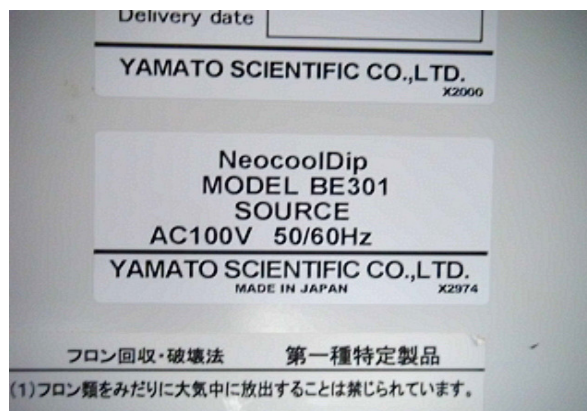 Delivery date
YAMATO SCIENTIFIC CO.,LTD.
X2000
NeocoolDip
MODEL BE301
SOURCE
AC100V 50/60Hz
YAMATO SCIENTIFIC CO.,LTD.
MADE IN JAPAN X2974
フロン回収・破壊法 第一種特定製品
(1)フロン類をみだりに大気中に放出することは禁じられています。